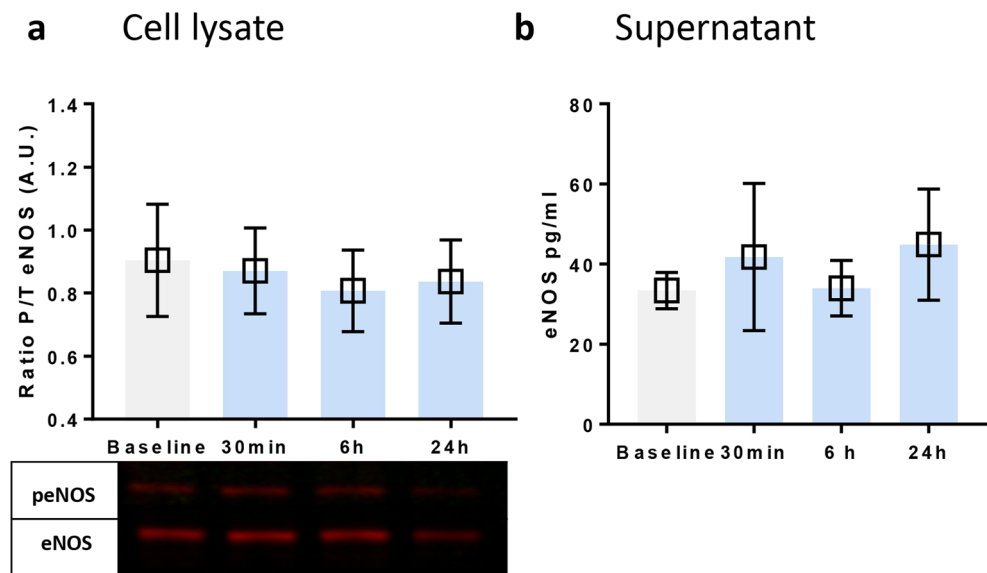 a Cell lysate
Ratio P/T eNOS (A.U.)
1.4
1.2
1.0
0.8
0.6
0.4
Baseline 30min 6h 24h
peNOS
eNOS
b Supernatant
eNOS pg/ml
80
60
40
20
0
Baseline 30min 6 h 24h